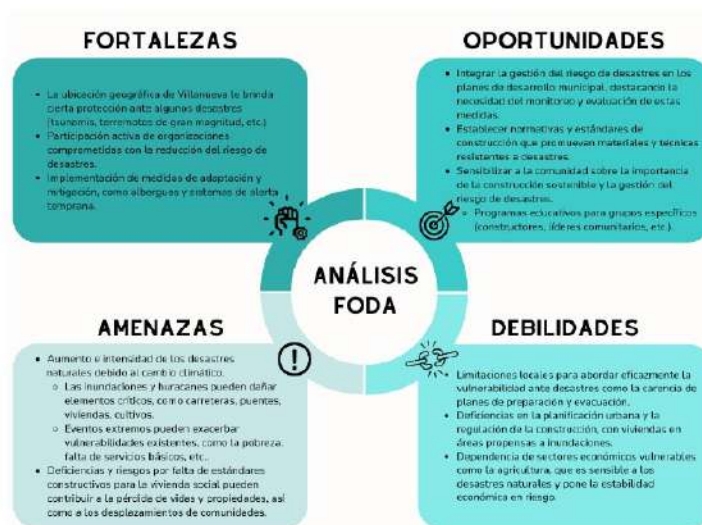 FORTALEZAS
• La ubicación geográfica de Villanueva le brinda
cierta protección ante algunos desastres
(tsunamis, terremotos de gran magnitud, etc.)
• Participación activa de organizaciones
comprometidas con la reducción del riesgo de
desastres.
• Implementación de medidas de adaptación y
mitigación, como albergues y sistemas de alerta
temprana.
OPORTUNIDADES
• Integrar la gestión del riesgo de desastres en los
planes de desarrollo municipal, destacando la
necesidad del monitoreo y evaluación de estas
medidas.
• Establecer normativas y estándares de
construcción que promuevan materiales y técnicas
resistentes a desastres.
• Sensibilizar a la comunidad sobre la importancia
de la construcción sostenible y la gestión del
riesgo de desastres.
○ Programas educativos para grupos específicos
(constructores, líderes comunitarios, etc.).
ANÁLISIS
FODA
AMENAZAS
• Aumento e intensidad de los desastres
naturales debido al cambio climático.
○ Las inundaciones y huracanes pueden dañar
elementos críticos, como carreteras, puentes,
viviendas, cultivos.
○ Eventos extremos pueden exacerbar
vulnerabilidades existentes, como la pobreza,
falta de servicios básicos, etc..
• Deficiencias y riesgos por falta de estándares
constructivos para la vivienda social pueden
contribuir a la pérdida de vidas y propiedades, así
como a los desplazamientos de comunidades.
DEBILIDADES
• Limitaciones locales para abordar eficazmente la
vulnerabilidad ante desastres como la carencia de
planes de preparación y evacuación.
• Deficiencias en la planificación urbana y la
regulación de la construcción, con viviendas en
áreas propensas a inundaciones.
• Dependencia de sectores económicos vulnerables
como la agricultura, que es sensible a los
desastres naturales y pone la estabilidad
económica en riesgo.